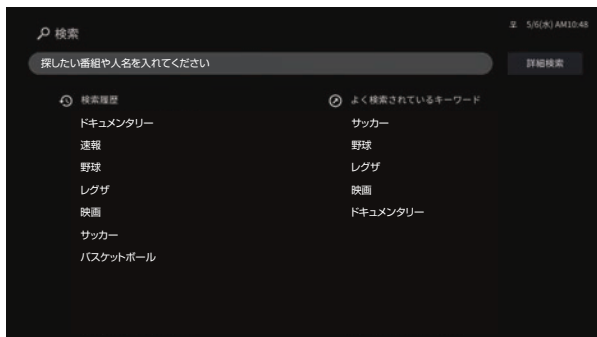 検索
5/6(水) AM10:48
探したい番組や人名を入れてください
詳細検索
検索履歴
ドキュメンタリー
速報
野球
レグザ
映画
サッカー
バスケットボール
よく検索されているキーワード
サッカー
野球
レグザ
映画
ドキュメンタリー